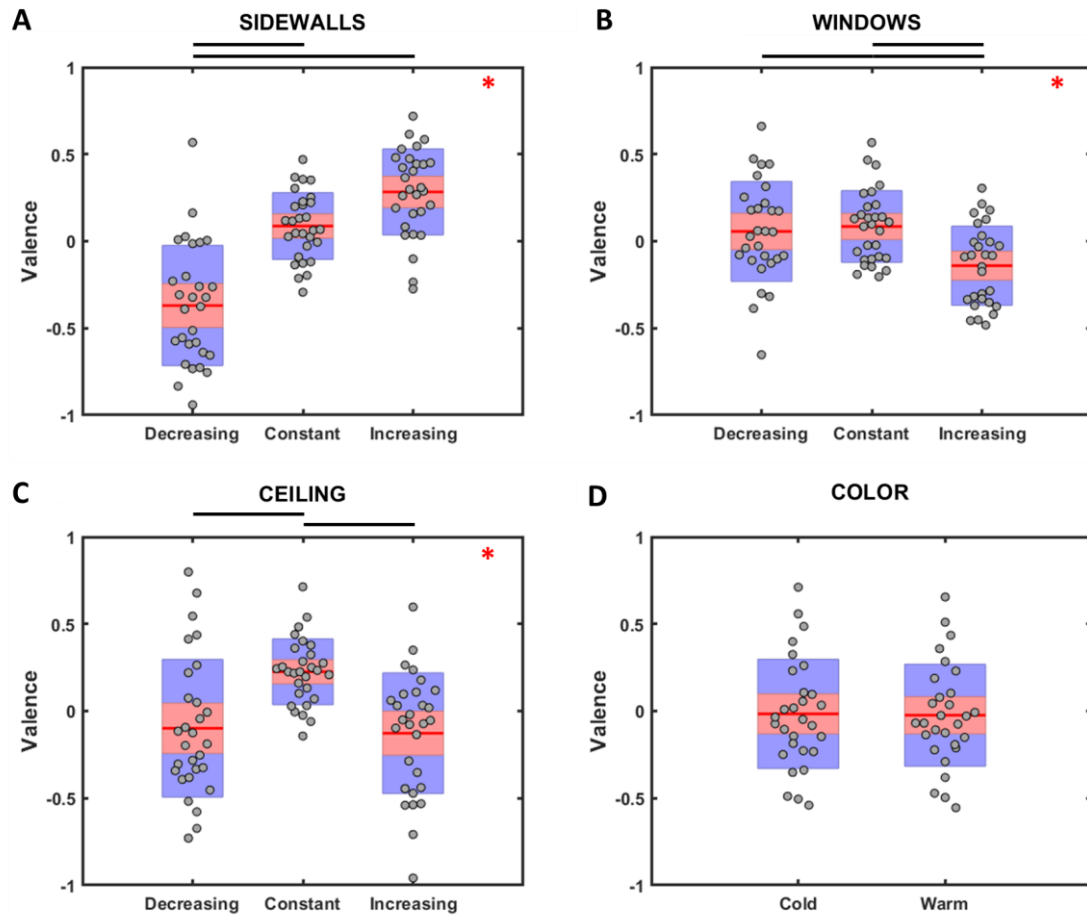 A
SIDEWALLS
*
Valence
1
0.5
0
-0.5
-1
Decreasing Constant Increasing
B
WINDOWS
*
Valence
1
0.5
0
-0.5
-1
Decreasing Constant Increasing
C
CEILING
*
Valence
1
0.5
0
-0.5
-1
Decreasing Constant Increasing
D
COLOR
Valence
1
0.5
0
-0.5
-1
Cold Warm